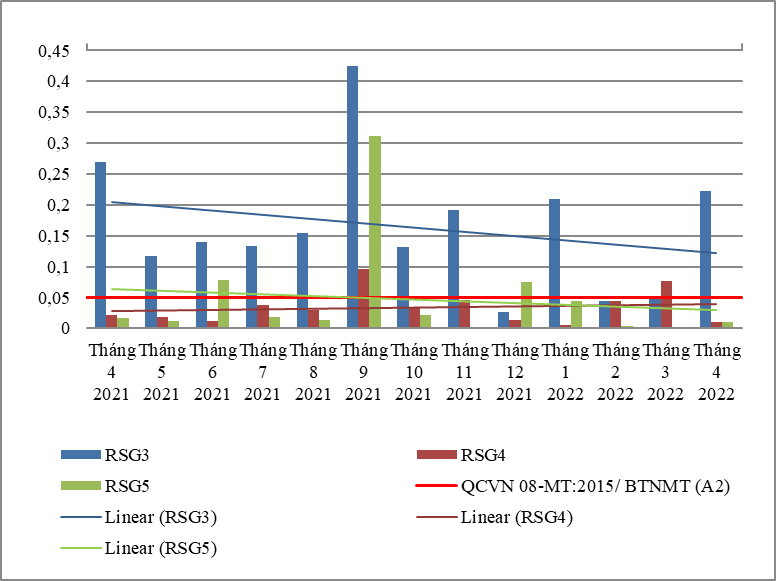 0,45
0,4
0,35
0,3
0,25
0,2
0,15
0,1
0,05
0
Tháng Tháng Tháng Tháng Tháng Tháng Tháng Tháng Tháng Tháng Tháng Tháng Tháng
4 5 6 7 8 9 10 11 12 1 2 3 4
2021 2021 2021 2021 2021 2021 2021 2021 2021 2022 2022 2022 2022
RSG3 RSG4
RSG5 QCVN 08-MT:2015/ BTNMT (A2)
Linear (RSG3) Linear (RSG4)
Linear (RSG5)